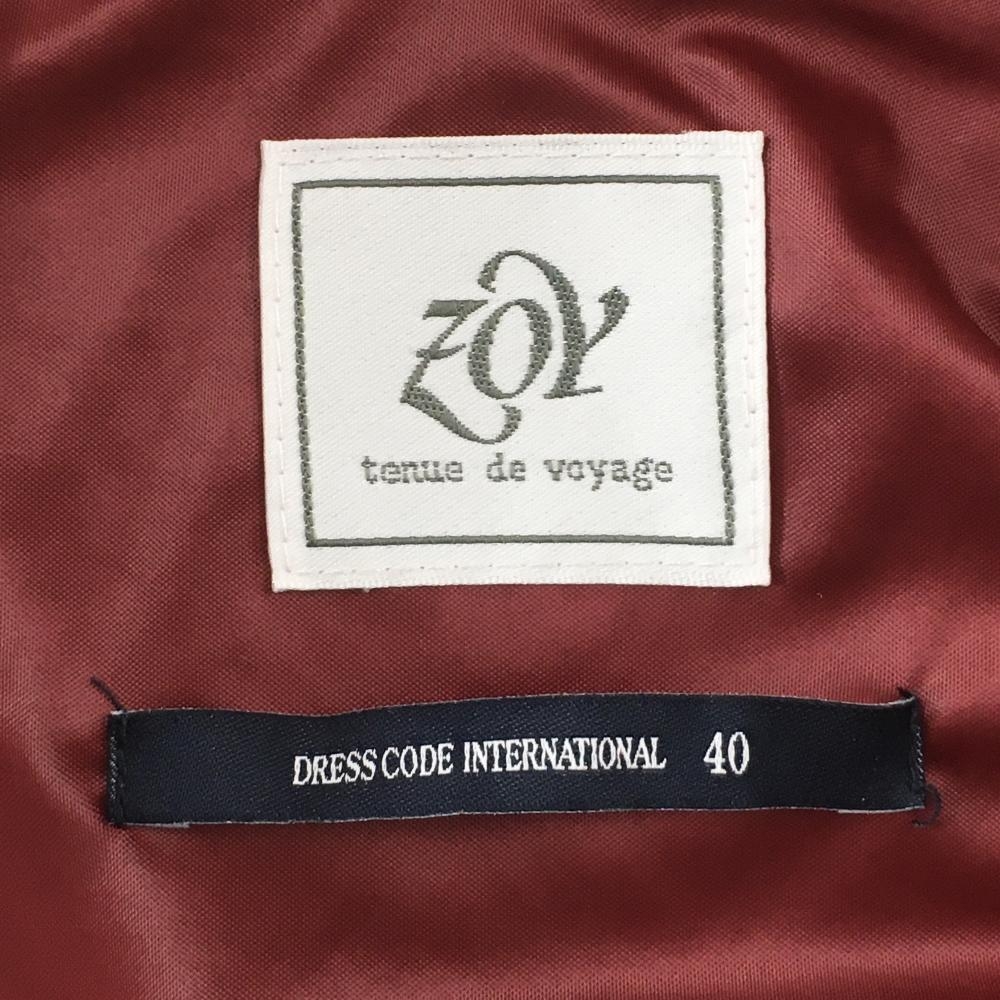 ZOY
tenue de voyage
DRESS CODE INTERNATIONAL 40